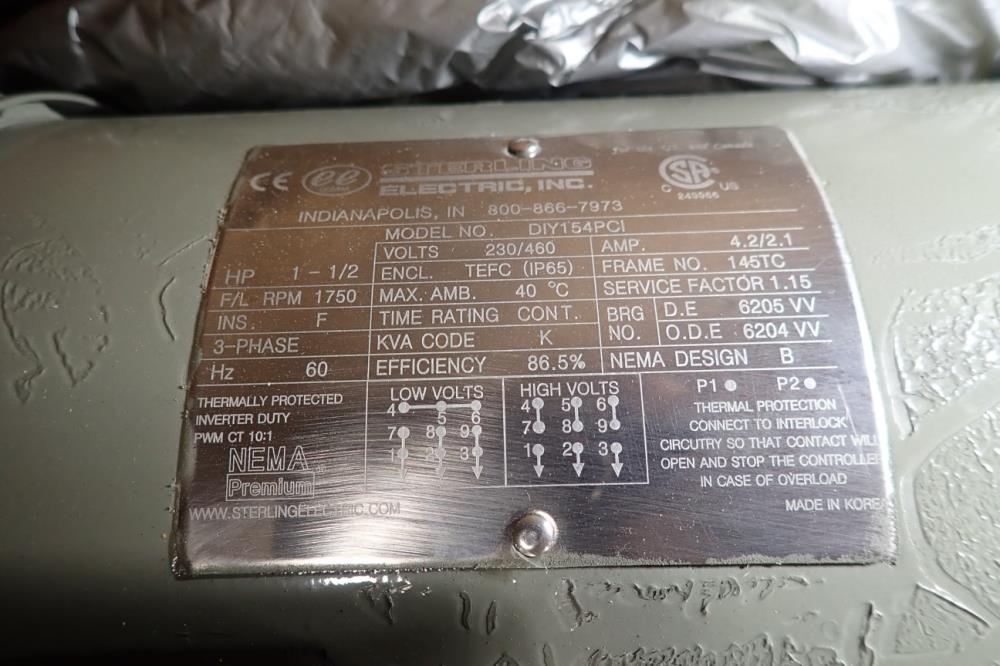 CE ee STERLING
ELECTRIC, INC.
C SA US
249966
INDIANAPOLIS, IN 800-866-7973
MODEL NO. DIY154PCI
HP 1 - 1/2 VOLTS 230/460 AMP. 4.2/2.1
ENCL. TEFC (IP65) FRAME NO. 145TC
F/L RPM 1750 MAX. AMB. 40 °C SERVICE FACTOR 1.15
INS. F TIME RATING CONT. BRG D.E 6205 VV
3-PHASE KVA CODE K NO. O.D.E 6204 VV
Hz 60 EFFICIENCY 86.5% NEMA DESIGN B
THERMALLY PROTECTED
INVERTER DUTY
PWM CT 10:1
NEMA
Premium
WWW.STERLINGELECTRIC.COM
LOW VOLTS
4 5 6
7 8 9
1 2 3
HIGH VOLTS
4 5 6
7 8 9
1 2 3
P1 P2
THERMAL PROTECTION
CONNECT TO INTERLOCK
CIRCUTRY SO THAT CONTACT WILL
OPEN AND STOP THE CONTROLLER
IN CASE OF OVERLOAD
MADE IN KOREA